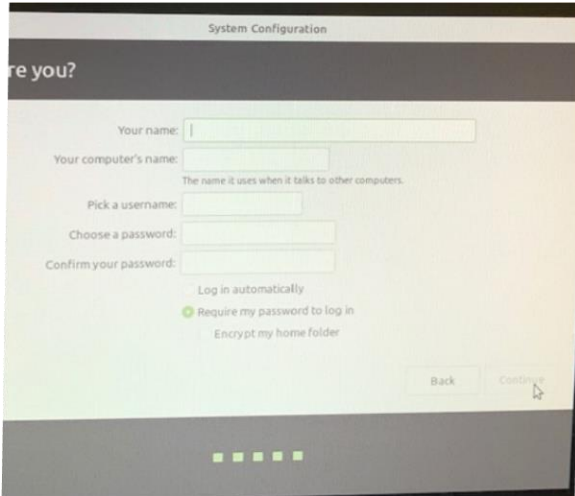 System Configuration
re you?
Your name:
Your computer's name:
The name it uses when it talks to other computers.
Pick a username:
Choose a password:
Confirm your password:
Log in automatically
Require my password to log in
Encrypt my home folder
Back Continue